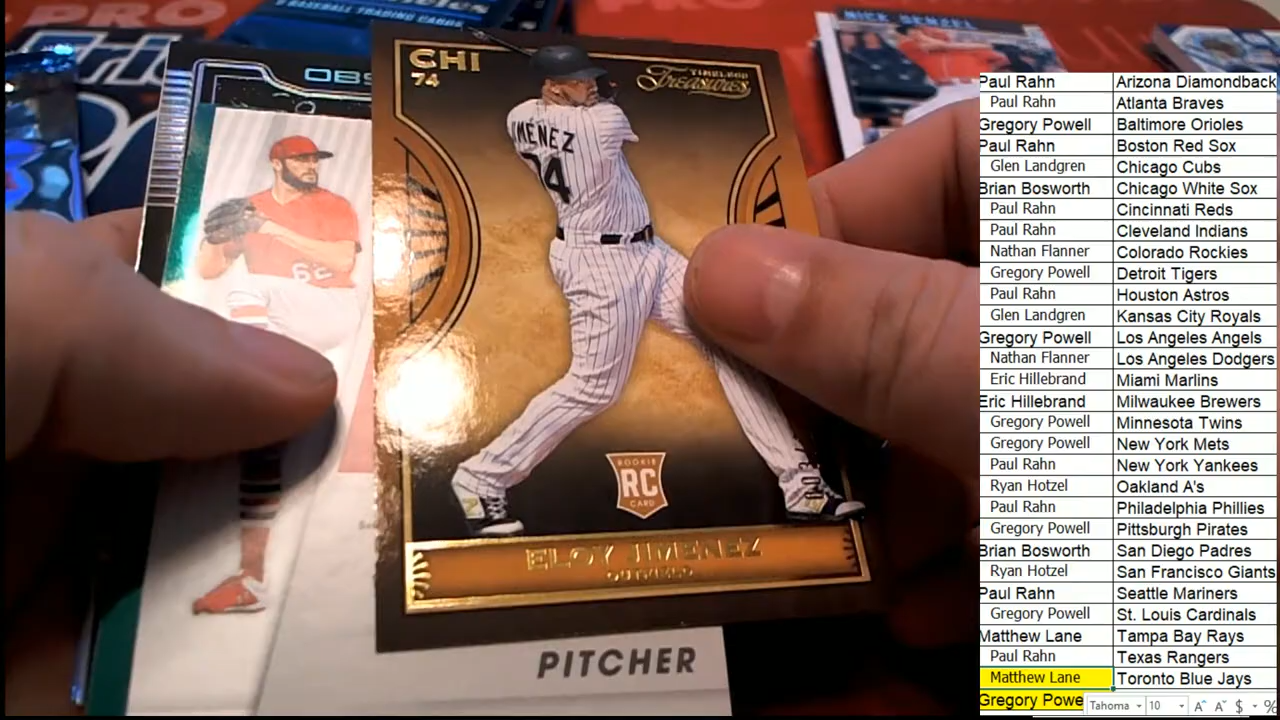 PRO
PRO
BASEBALL TRADING CARDS
NICK SENZEL
OBS
62
CHI
74
TIMELESS
Treasures
JIMENEZ
74
ROOKIE
RC
CARD
ELOY JIMENEZ
OUTFIELD
PITCHER
Paul Rahn Arizona Diamondback
Paul Rahn Atlanta Braves
Gregory Powell Baltimore Orioles
Paul Rahn Boston Red Sox
Glen Landgren Chicago Cubs
Brian Bosworth Chicago White Sox
Paul Rahn Cincinnati Reds
Paul Rahn Cleveland Indians
Nathan Flanner Colorado Rockies
Gregory Powell Detroit Tigers
Paul Rahn Houston Astros
Glen Landgren Kansas City Royals
Gregory Powell Los Angeles Angels
Nathan Flanner Los Angeles Dodgers
Eric Hillebrand Miami Marlins
Eric Hillebrand Milwaukee Brewers
Gregory Powell Minnesota Twins
Gregory Powell New York Mets
Paul Rahn New York Yankees
Ryan Hotzel Oakland A's
Paul Rahn Philadelphia Phillies
Gregory Powell Pittsburgh Pirates
Brian Bosworth San Diego Padres
Ryan Hotzel San Francisco Giants
Paul Rahn Seattle Mariners
Gregory Powell St. Louis Cardinals
Matthew Lane Tampa Bay Rays
Paul Rahn Texas Rangers
Matthew Lane Toronto Blue Jays
Gregory Powe Tahoma 10 A A $ %